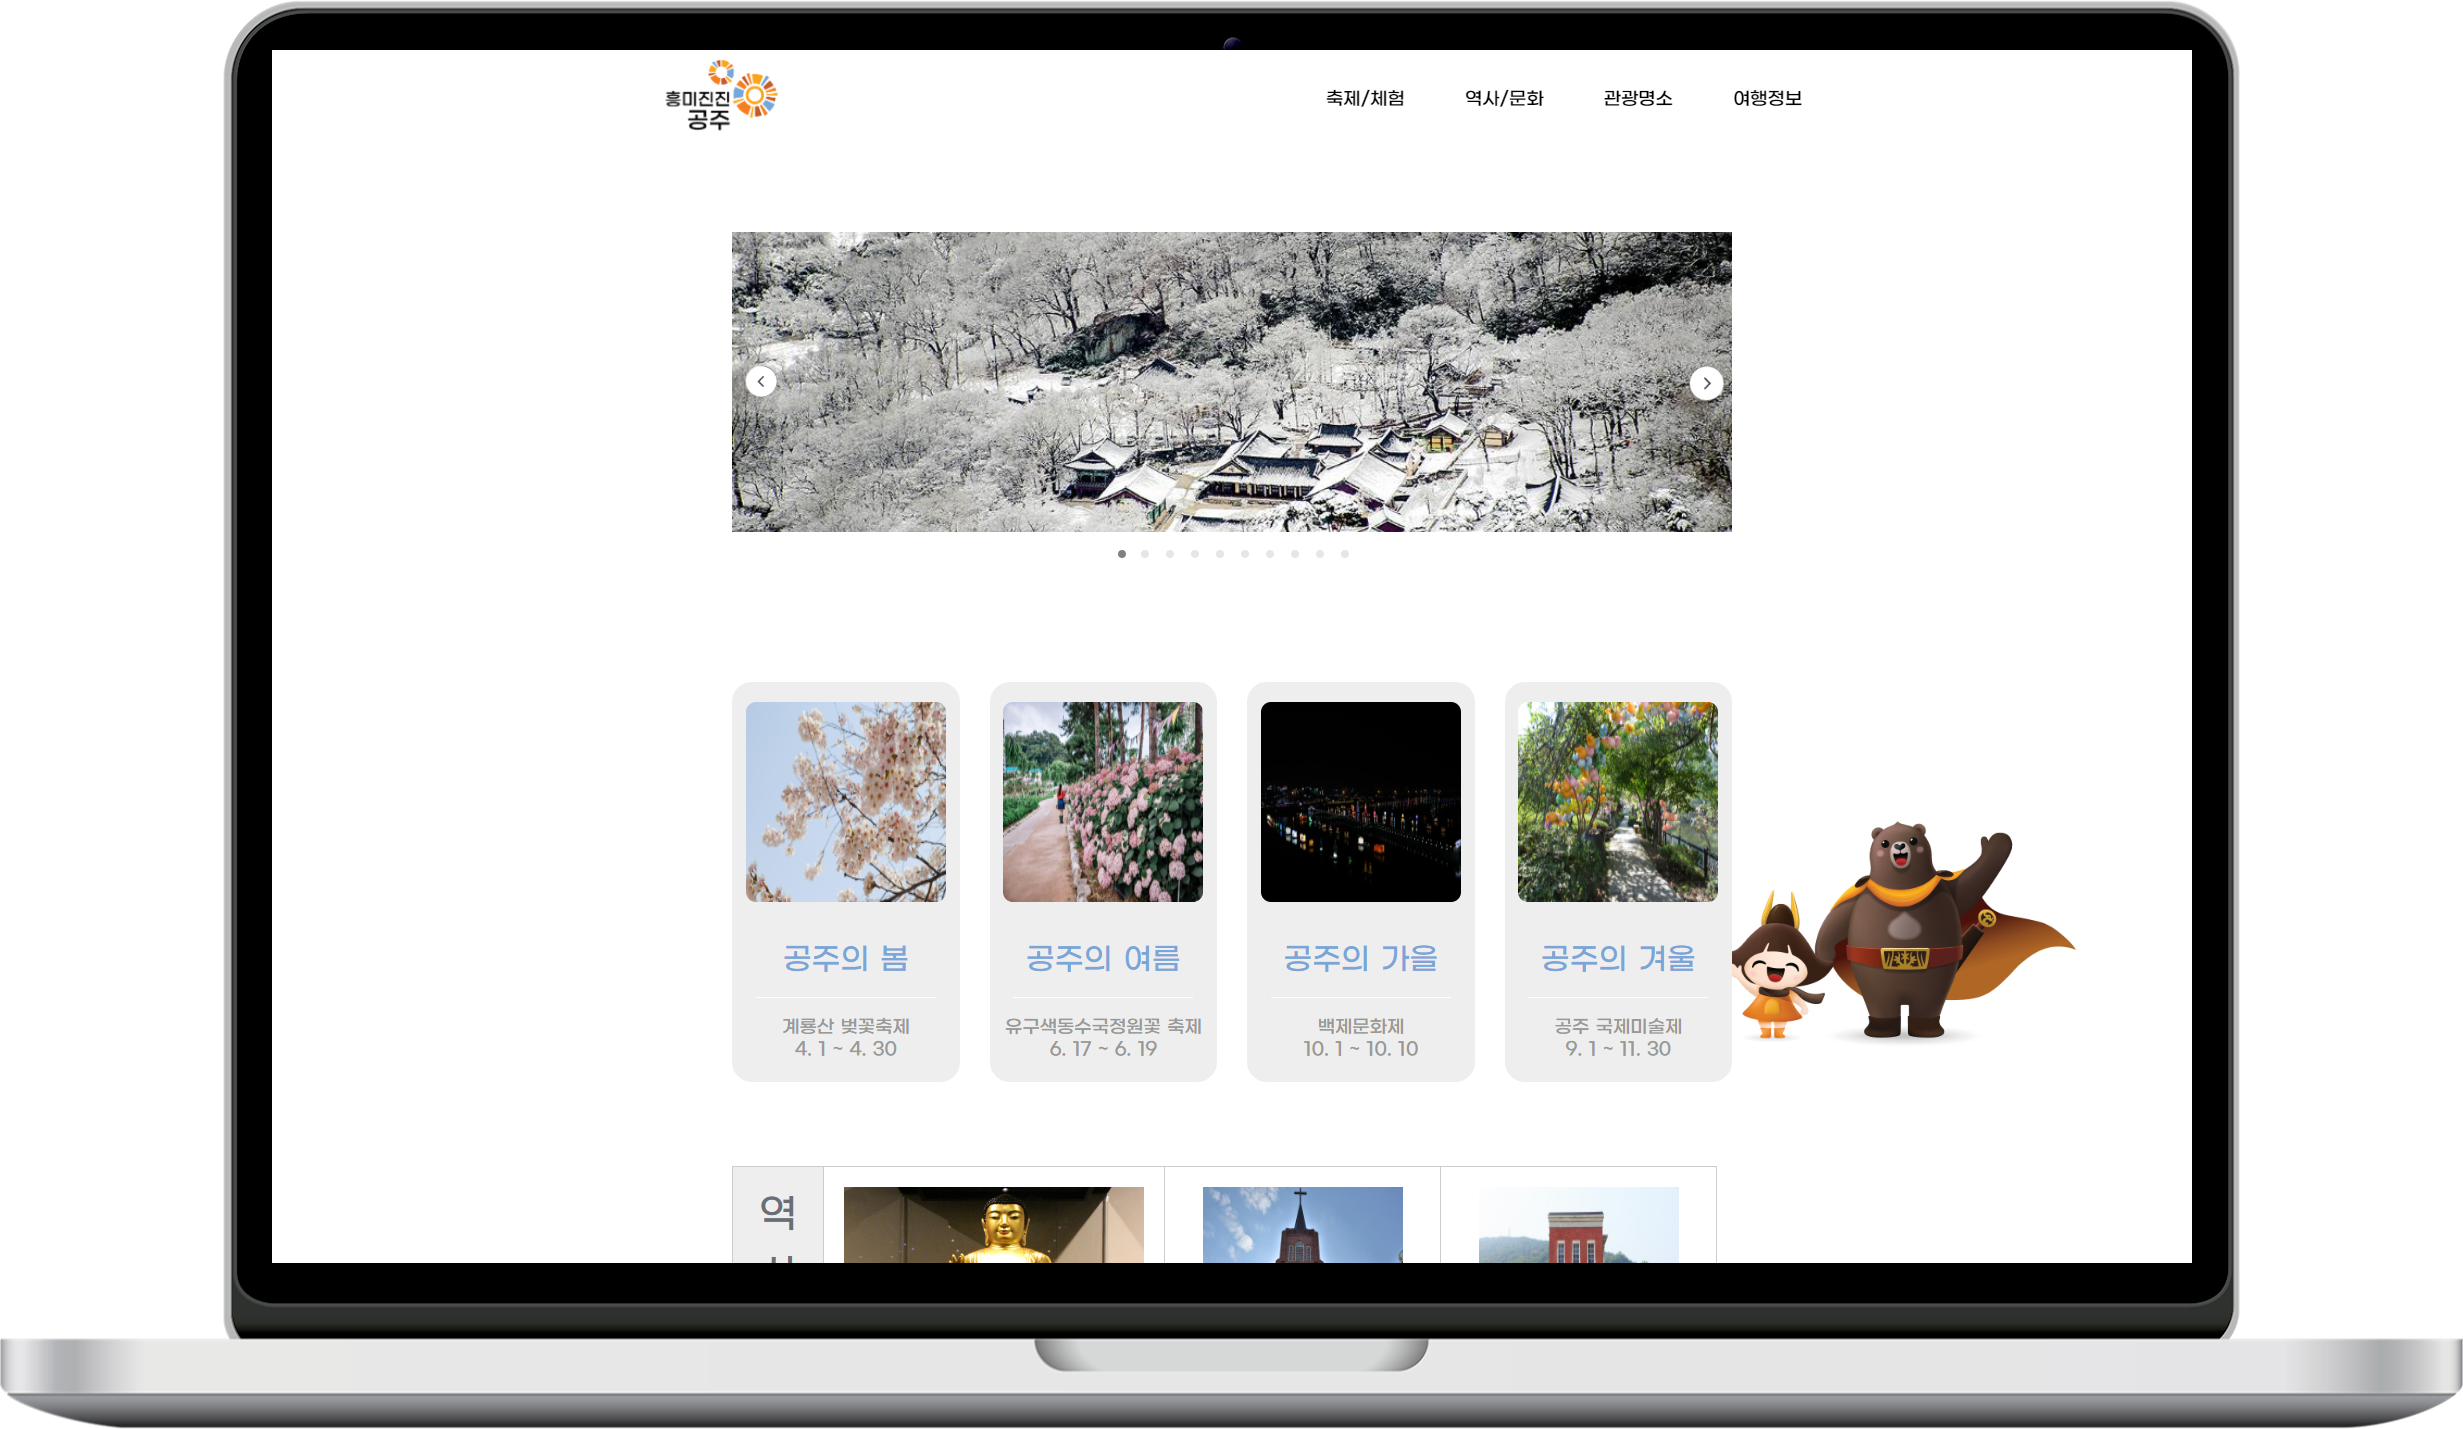 흥미진진
공주
축제/체험
역사/문화
관광명소
여행정보
공주의 봄
계룡산 벚꽃축제
4. 1 ~ 4. 30
공주의 여름
유구색동수국정원꽃 축제
6. 17 ~ 6. 19
공주의 가을
백제문화제
10. 1 ~ 10. 10
공주의 겨울
공주 국제미술제
9. 1 ~ 11. 30
역